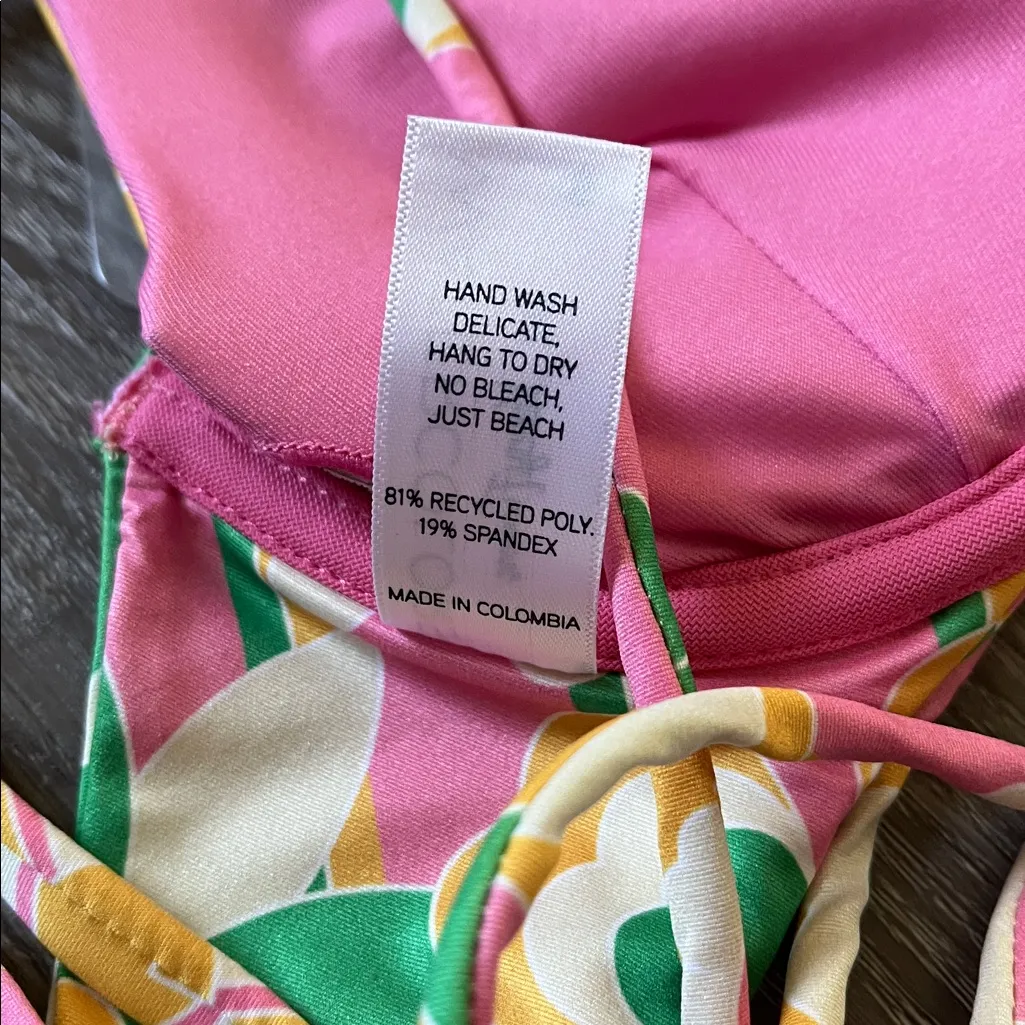 HAND WASH
DELICATE,
HANG TO DRY
NO BLEACH,
JUST BEACH
81% RECYCLED POLY.
19% SPANDEX
MADE IN COLOMBIA